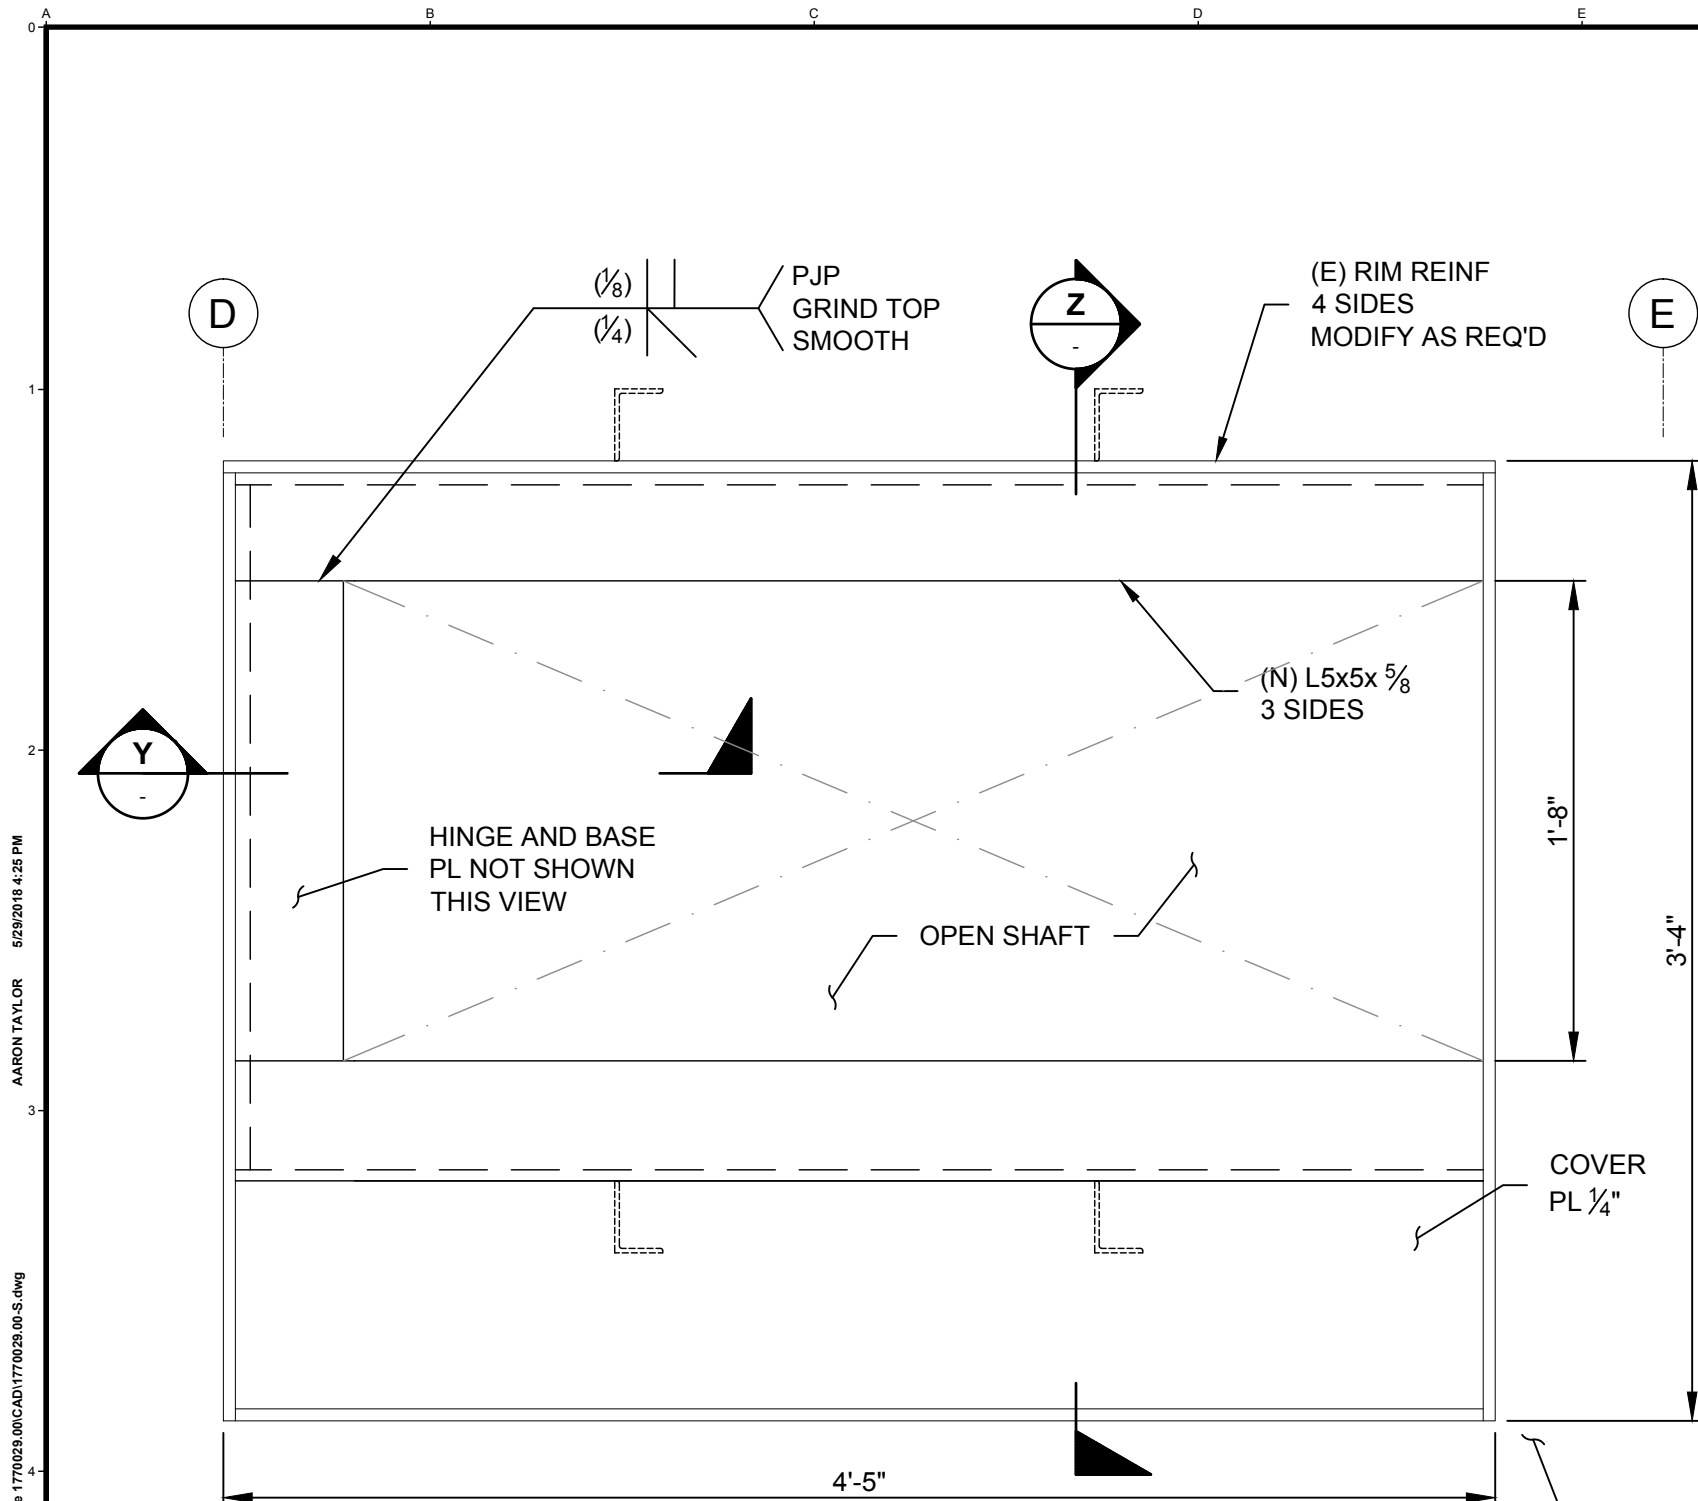 A B C D E
0
1
2
3
4
D
(1/8)
(1/4)
PJP
GRIND TOP
SMOOTH
Z
-
(E) RIM REINF
4 SIDES
MODIFY AS REQ'D
E
(N) L5x5x 5/8
3 SIDES
Y
-
HINGE AND BASE
PL NOT SHOWN
THIS VIEW
OPEN SHAFT
1'-8"
3'-4"
COVER
PL 1/4"
4'-5"
AARON TAYLOR 5/29/2018 4:25 PM
e 1770029.00\CAD\1770029.00-S.dwg